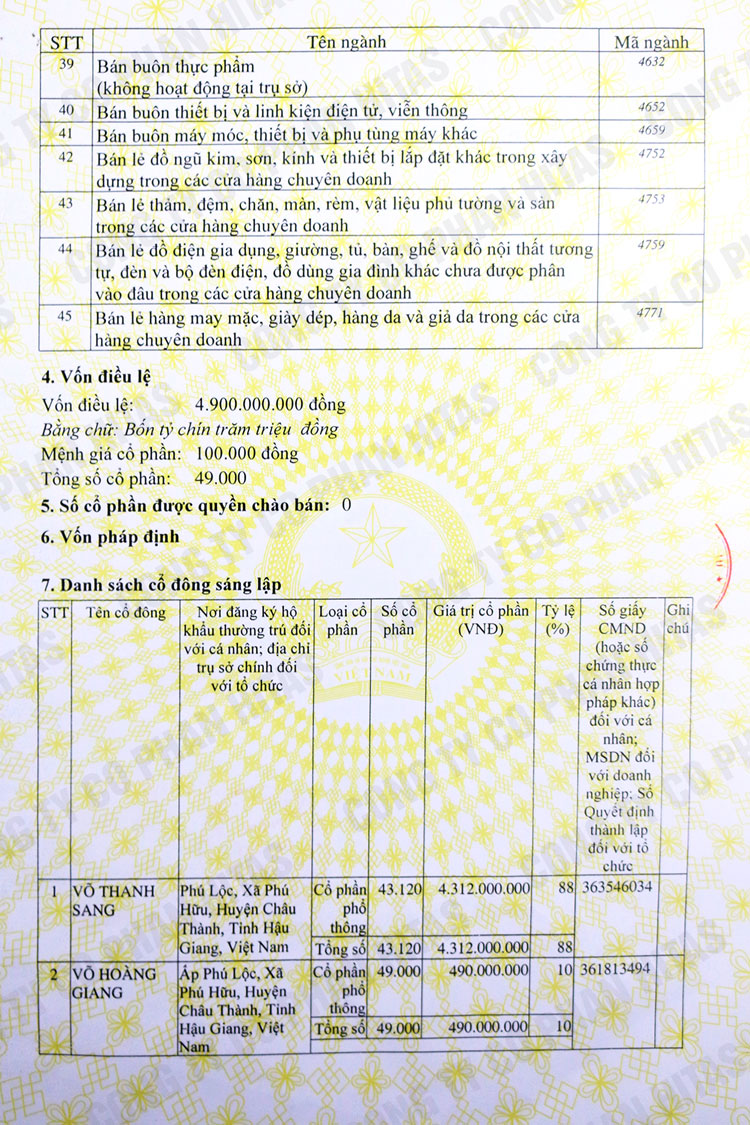 STT Tên ngành Mã ngành
39 Bán buôn thực phẩm 4632
(không hoạt động tại trụ sở)
40 Bán buôn thiết bị và linh kiện điện tử, viễn thông 4652
41 Bán buôn máy móc, thiết bị và phụ tùng máy khác 4659
42 Bán lẻ đồ ngũ kim, sơn, kính và thiết bị lắp đặt khác trong xây 4752
dựng trong các cửa hàng chuyên doanh
43 Bán lẻ thảm, đệm, chăn, màn, rèm, vật liệu phủ tường và sàn 4753
trong các cửa hàng chuyên doanh
44 Bán lẻ đồ điện gia dụng, giường, tủ, bàn, ghế và đồ nội thất tương 4759
tự, đèn và bộ đèn điện, đồ dùng gia đình khác chưa được phân
vào đâu trong các cửa hàng chuyên doanh
45 Bán lẻ hàng may mặc, giày dép, hàng da và giả da trong các cửa 4771
hàng chuyên doanh
4. Vốn điều lệ
Vốn điều lệ: 4.900.000.000 đồng
Bằng chữ: Bốn tỷ chín trăm triệu đồng
Mệnh giá cổ phần: 100.000 đồng
Tổng số cổ phần: 49.000
5. Số cổ phần được quyền chào bán: 0
6. Vốn pháp định
7. Danh sách cổ đông sáng lập
STT Tên cổ đông Nơi đăng ký hộ Loại cổ Số cổ Giá trị cổ phần Tỷ lệ Số giấy Ghi
khẩu thường trú đối phần phần (VNĐ) (%) CMND chú
với cá nhân; địa chỉ (hoặc số
trụ sở chính đối chứng thực
với tổ chức cá nhân hợp
pháp khác)
đối với cá
nhân;
MSDN đối
với doanh
nghiệp; Số
Quyết định
thành lập
đối với tổ
chức
VIỆT NAM
1 VÕ THANH Phú Lộc, Xã Phú Cổ phần 43.120 4.312.000.000 88 363546034
SANG Hữu, Huyện Châu phổ
Thành, Tỉnh Hậu thông
Giang, Việt Nam Tổng số 43.120 4.312.000.000 88
2 VÕ HOÀNG Ấp Phú Lộc, Xã Cổ phần 49.000 490.000.000 10 361813494
GIANG Phú Hữu, Huyện phổ
Châu Thành, Tỉnh thông
Hậu Giang, Việt Tổng số 49.000 490.000.000 10
Nam
CÔNG TY CỔ PHẦN HITAS